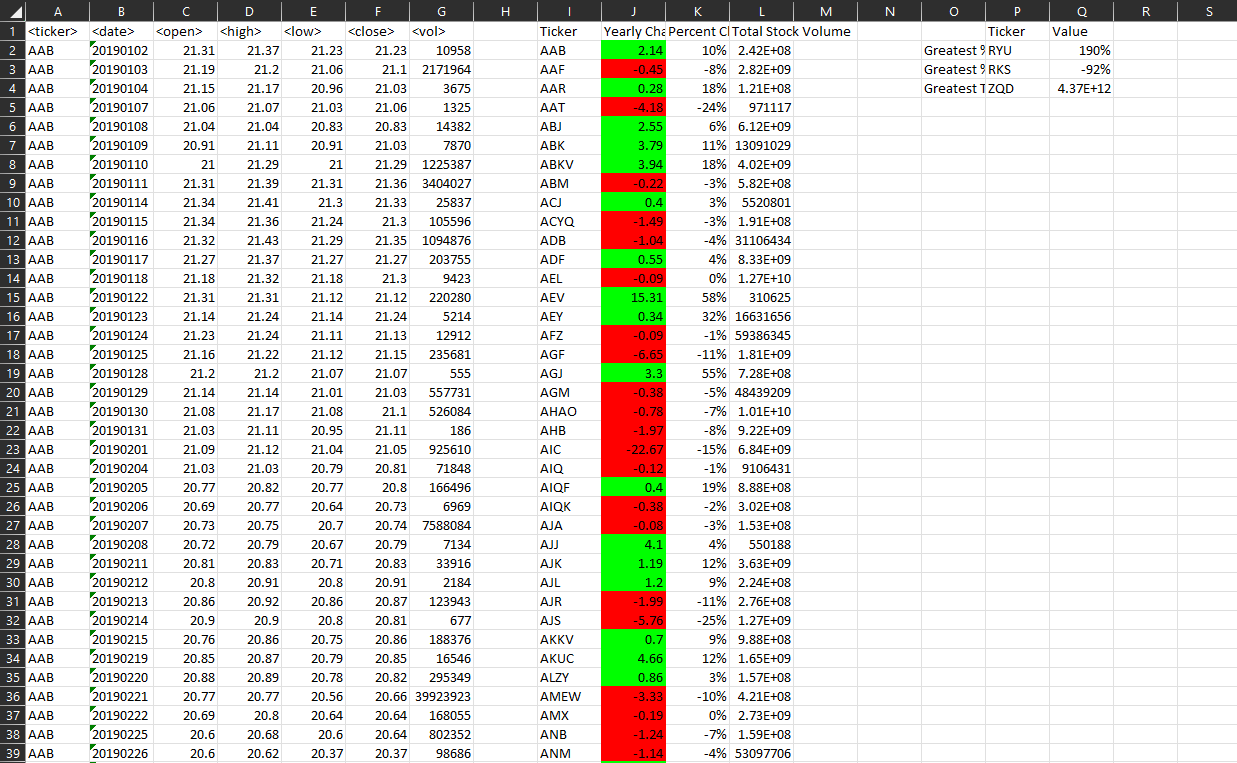 A B C D E F G H I J K L M N O P Q R S
1 <ticker> <date> <open> <high> <low> <close> <vol> Ticker Yearly Cha Percent C Total Stock Volume Ticker Value
2 AAB 20190102 21.31 21.37 21.23 21.23 10958 AAB 2.14 10% 2.42E+08 Greatest % RYU 190%
3 AAB 20190103 21.19 21.2 21.06 21.1 2171964 AAF -0.45 -8% 2.82E+09 Greatest % RKS -92%
4 AAB 20190104 21.15 21.17 20.96 21.03 3675 AAR 0.28 18% 1.21E+08 Greatest T ZQD 4.37E+12
5 AAB 20190107 21.06 21.07 21.03 21.06 1325 AAT -4.18 -24% 971117
6 AAB 20190108 21.04 21.04 20.83 20.83 14382 ABJ 2.55 6% 6.12E+09
7 AAB 20190109 20.91 21.11 20.91 21.03 7870 ABK 3.79 11% 13091029
8 AAB 20190110 21 21.29 21 21.29 1225387 ABKV 3.94 18% 4.02E+09
9 AAB 20190111 21.31 21.39 21.31 21.36 3404027 ABM -0.22 -3% 5.82E+08
10 AAB 20190114 21.34 21.41 21.3 21.33 25837 ACJ 0.4 3% 5520801
11 AAB 20190115 21.34 21.36 21.24 21.3 105596 ACYQ -1.49 -3% 1.91E+08
12 AAB 20190116 21.32 21.43 21.29 21.35 1094876 ADB -1.04 -4% 31106434
13 AAB 20190117 21.27 21.37 21.27 21.27 203755 ADF 0.55 4% 8.33E+09
14 AAB 20190118 21.18 21.32 21.18 21.3 9423 AEL -0.09 0% 1.27E+10
15 AAB 20190122 21.31 21.31 21.12 21.12 220280 AEV 15.31 58% 310625
16 AAB 20190123 21.14 21.24 21.14 21.24 5214 AEY 0.34 32% 16631656
17 AAB 20190124 21.23 21.24 21.11 21.13 12912 AFZ -0.09 -1% 59386345
18 AAB 20190125 21.16 21.22 21.12 21.15 235681 AGF -6.65 -11% 1.81E+09
19 AAB 20190128 21.2 21.2 21.07 21.07 555 AGJ 3.3 55% 7.28E+08
20 AAB 20190129 21.14 21.14 21.01 21.03 557731 AGM -0.38 -5% 48439209
21 AAB 20190130 21.08 21.17 21.08 21.1 526084 AHAO -0.78 -7% 1.01E+10
22 AAB 20190131 21.03 21.11 20.95 21.11 186 AHB -1.97 -8% 9.22E+09
23 AAB 20190201 21.09 21.12 21.04 21.05 925610 AIC -22.67 -15% 6.84E+09
24 AAB 20190204 21.03 21.03 20.79 20.81 71848 AIQ -0.12 -1% 9106431
25 AAB 20190205 20.77 20.82 20.77 20.8 166496 AIQF 0.4 19% 8.88E+08
26 AAB 20190206 20.69 20.77 20.64 20.73 6969 AIQK -0.38 -2% 3.02E+08
27 AAB 20190207 20.73 20.75 20.7 20.74 7588084 AJA -0.08 -3% 1.53E+08
28 AAB 20190208 20.72 20.79 20.67 20.79 7134 AJJ 4.1 4% 550188
29 AAB 20190211 20.81 20.83 20.71 20.83 33916 AJK 1.19 12% 3.63E+09
30 AAB 20190212 20.8 20.91 20.8 20.91 2184 AJL 1.2 9% 2.24E+08
31 AAB 20190213 20.86 20.92 20.86 20.87 123943 AJR -1.99 -11% 2.76E+08
32 AAB 20190214 20.9 20.9 20.8 20.81 677 AJS -5.76 -25% 1.27E+09
33 AAB 20190215 20.76 20.86 20.75 20.86 188376 AKKV 0.7 9% 9.88E+08
34 AAB 20190219 20.85 20.87 20.79 20.85 16546 AKUC 4.66 12% 1.65E+09
35 AAB 20190220 20.88 20.89 20.78 20.82 295349 ALZY 0.86 3% 1.57E+08
36 AAB 20190221 20.77 20.77 20.56 20.66 39923923 AMEW -3.33 -10% 4.21E+08
37 AAB 20190222 20.69 20.8 20.64 20.64 168055 AMX -0.19 0% 2.73E+09
38 AAB 20190225 20.6 20.68 20.6 20.64 802352 ANB -1.24 -7% 1.59E+08
39 AAB 20190226 20.6 20.62 20.37 20.37 98686 ANM -1.14 -4% 53097706